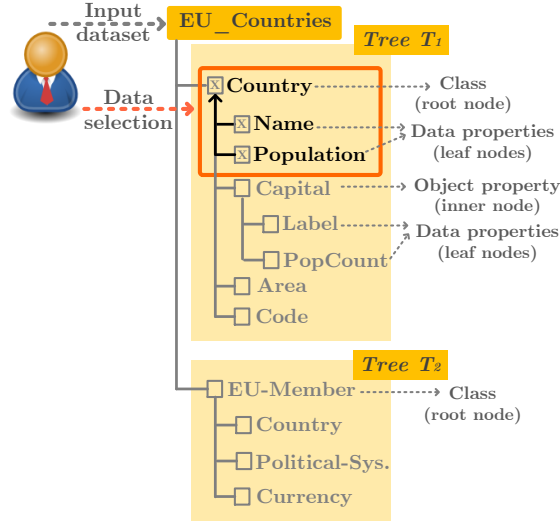 Input
dataset
EU_Countries
Tree T1
Data
selection
x Country
Class
(root node)
x Name
x Population
Data properties
(leaf nodes)
Capital
Object property
(inner node)
Label
PopCount
Data properties
(leaf nodes)
Area
Code
Tree T2
EU-Member
Class
(root node)
Country
Political-Sys.
Currency